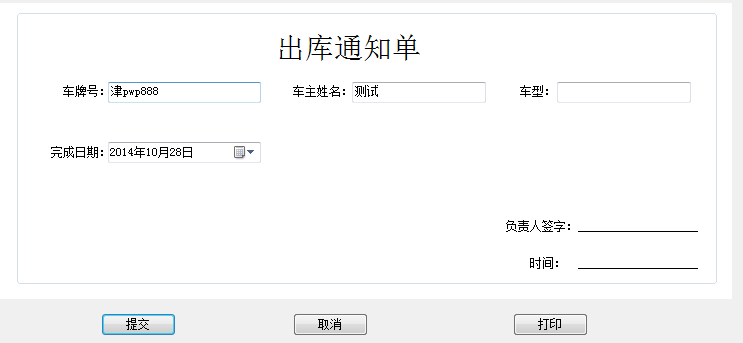 出库通知单
车牌号: 津pwp888 车主姓名: 测试 车型:
完成日期: 2014年10月28日
负责人签字:
时间:
提交 取消 打印